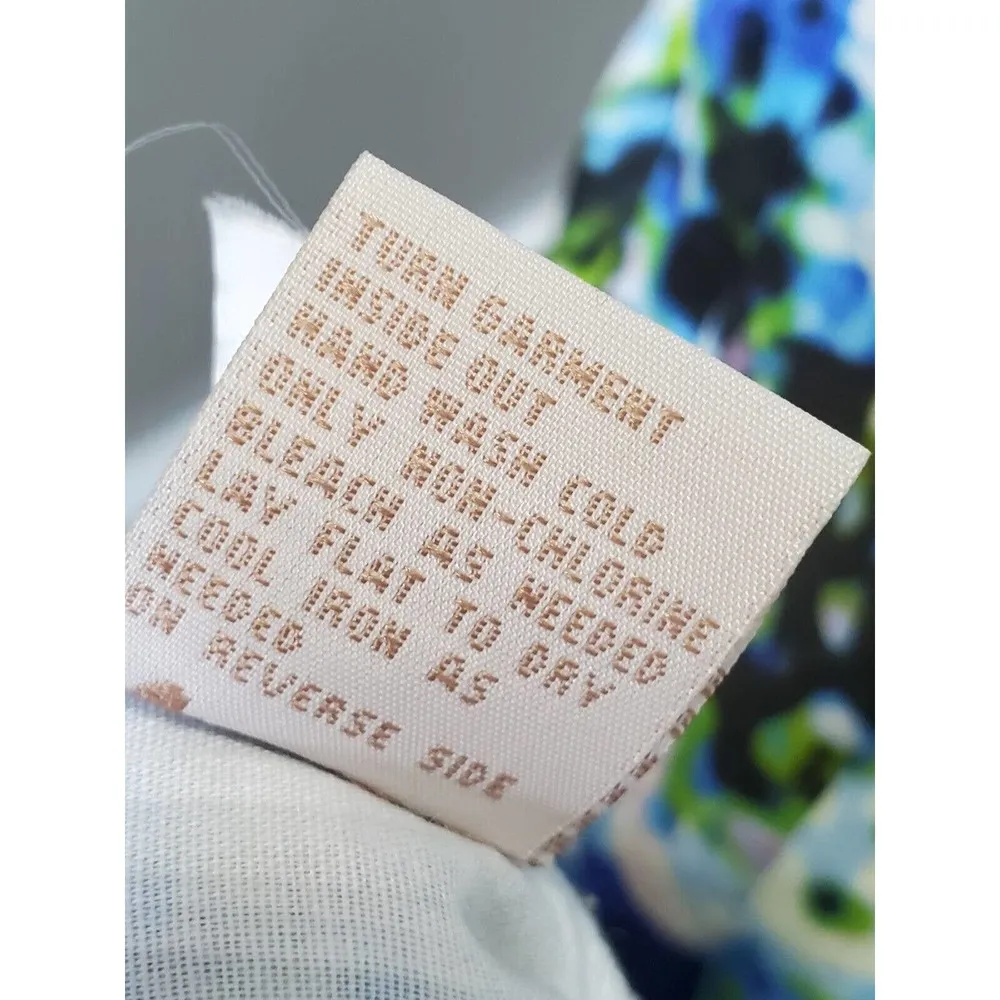 TURN GARMENT
INSIDE OUT
HAND WASH COLD
ONLY NON-CHLORINE
BLEACH AS NEEDED
LAY FLAT TO DRY
COOL IRON AS
NEEDED
ON REVERSE SIDE